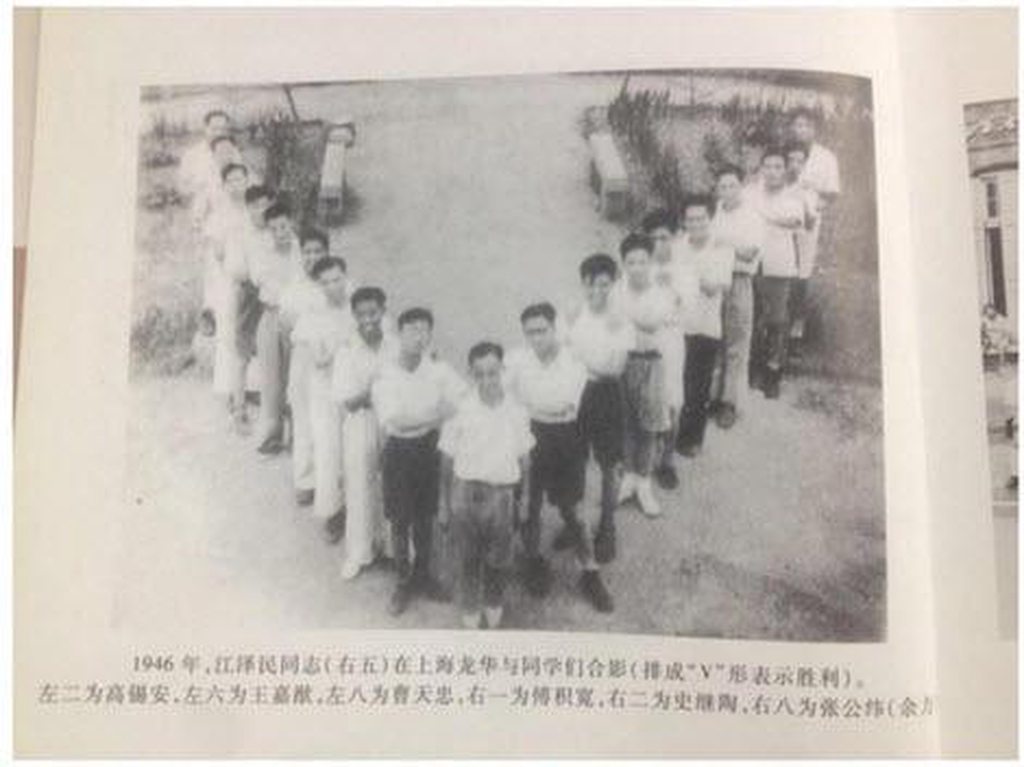 1946 年,江泽民同志(右五)在上海龙华与同学们合影(排成“V”形表示胜利)。
左二为高锡安,左六为王嘉猷,左八为曹天忠,右一为傅积宽,右二为史继陶,右八为张公纬(余